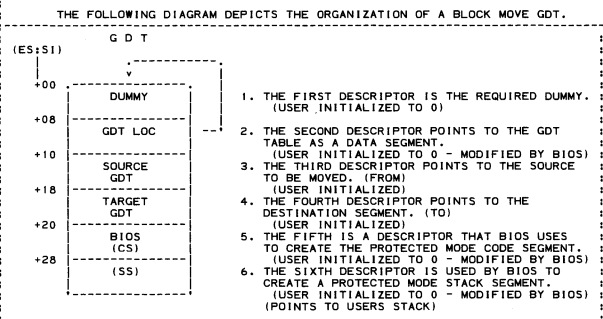 THE FOLLOWING DIAGRAM DEPICTS THE ORGANIZATION OF A BLOCK MOVE GDT.
G D T
(ES:SI)
+00
DUMMY
1. THE FIRST DESCRIPTOR IS THE REQUIRED DUMMY.
(USER INITIALIZED TO 0)
+08
GDT LOC
2. THE SECOND DESCRIPTOR POINTS TO THE GDT
TABLE AS A DATA SEGMENT.
(USER INITIALIZED TO 0 - MODIFIED BY BIOS)
+10
SOURCE
GDT
3. THE THIRD DESCRIPTOR POINTS TO THE SOURCE
TO BE MOVED. (FROM)
(USER INITIALIZED)
+18
TARGET
GDT
4. THE FOURTH DESCRIPTOR POINTS TO THE
DESTINATION SEGMENT. (TO)
(USER INITIALIZED)
+20
BIOS
(CS)
5. THE FIFTH IS A DESCRIPTOR THAT BIOS USES
TO CREATE THE PROTECTED MODE CODE SEGMENT.
(USER INITIALIZED TO 0 - MODIFIED BY BIOS)
+28
(SS)
6. THE SIXTH DESCRIPTOR IS USED BY BIOS TO
CREATE A PROTECTED MODE STACK SEGMENT.
(USER INITIALIZED TO 0 - MODIFIED BY BIOS)
(POINTS TO USERS STACK)